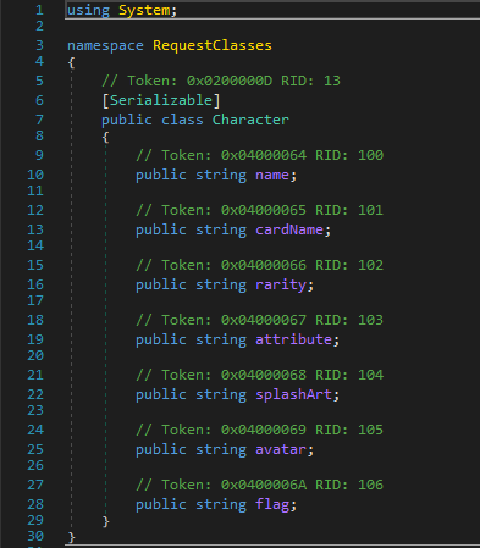 1 using System;
2
3 namespace RequestClasses
4 {
5 // Token: 0x0200000D RID: 13
6 [Serializable]
7 public class Character
8 {
9 // Token: 0x04000064 RID: 100
10 public string name;
11
12 // Token: 0x04000065 RID: 101
13 public string cardName;
14
15 // Token: 0x04000066 RID: 102
16 public string rarity;
17
18 // Token: 0x04000067 RID: 103
19 public string attribute;
20
21 // Token: 0x04000068 RID: 104
22 public string splashArt;
23
24 // Token: 0x04000069 RID: 105
25 public string avatar;
26
27 // Token: 0x0400006A RID: 106
28 public string flag;
29 }
30 }